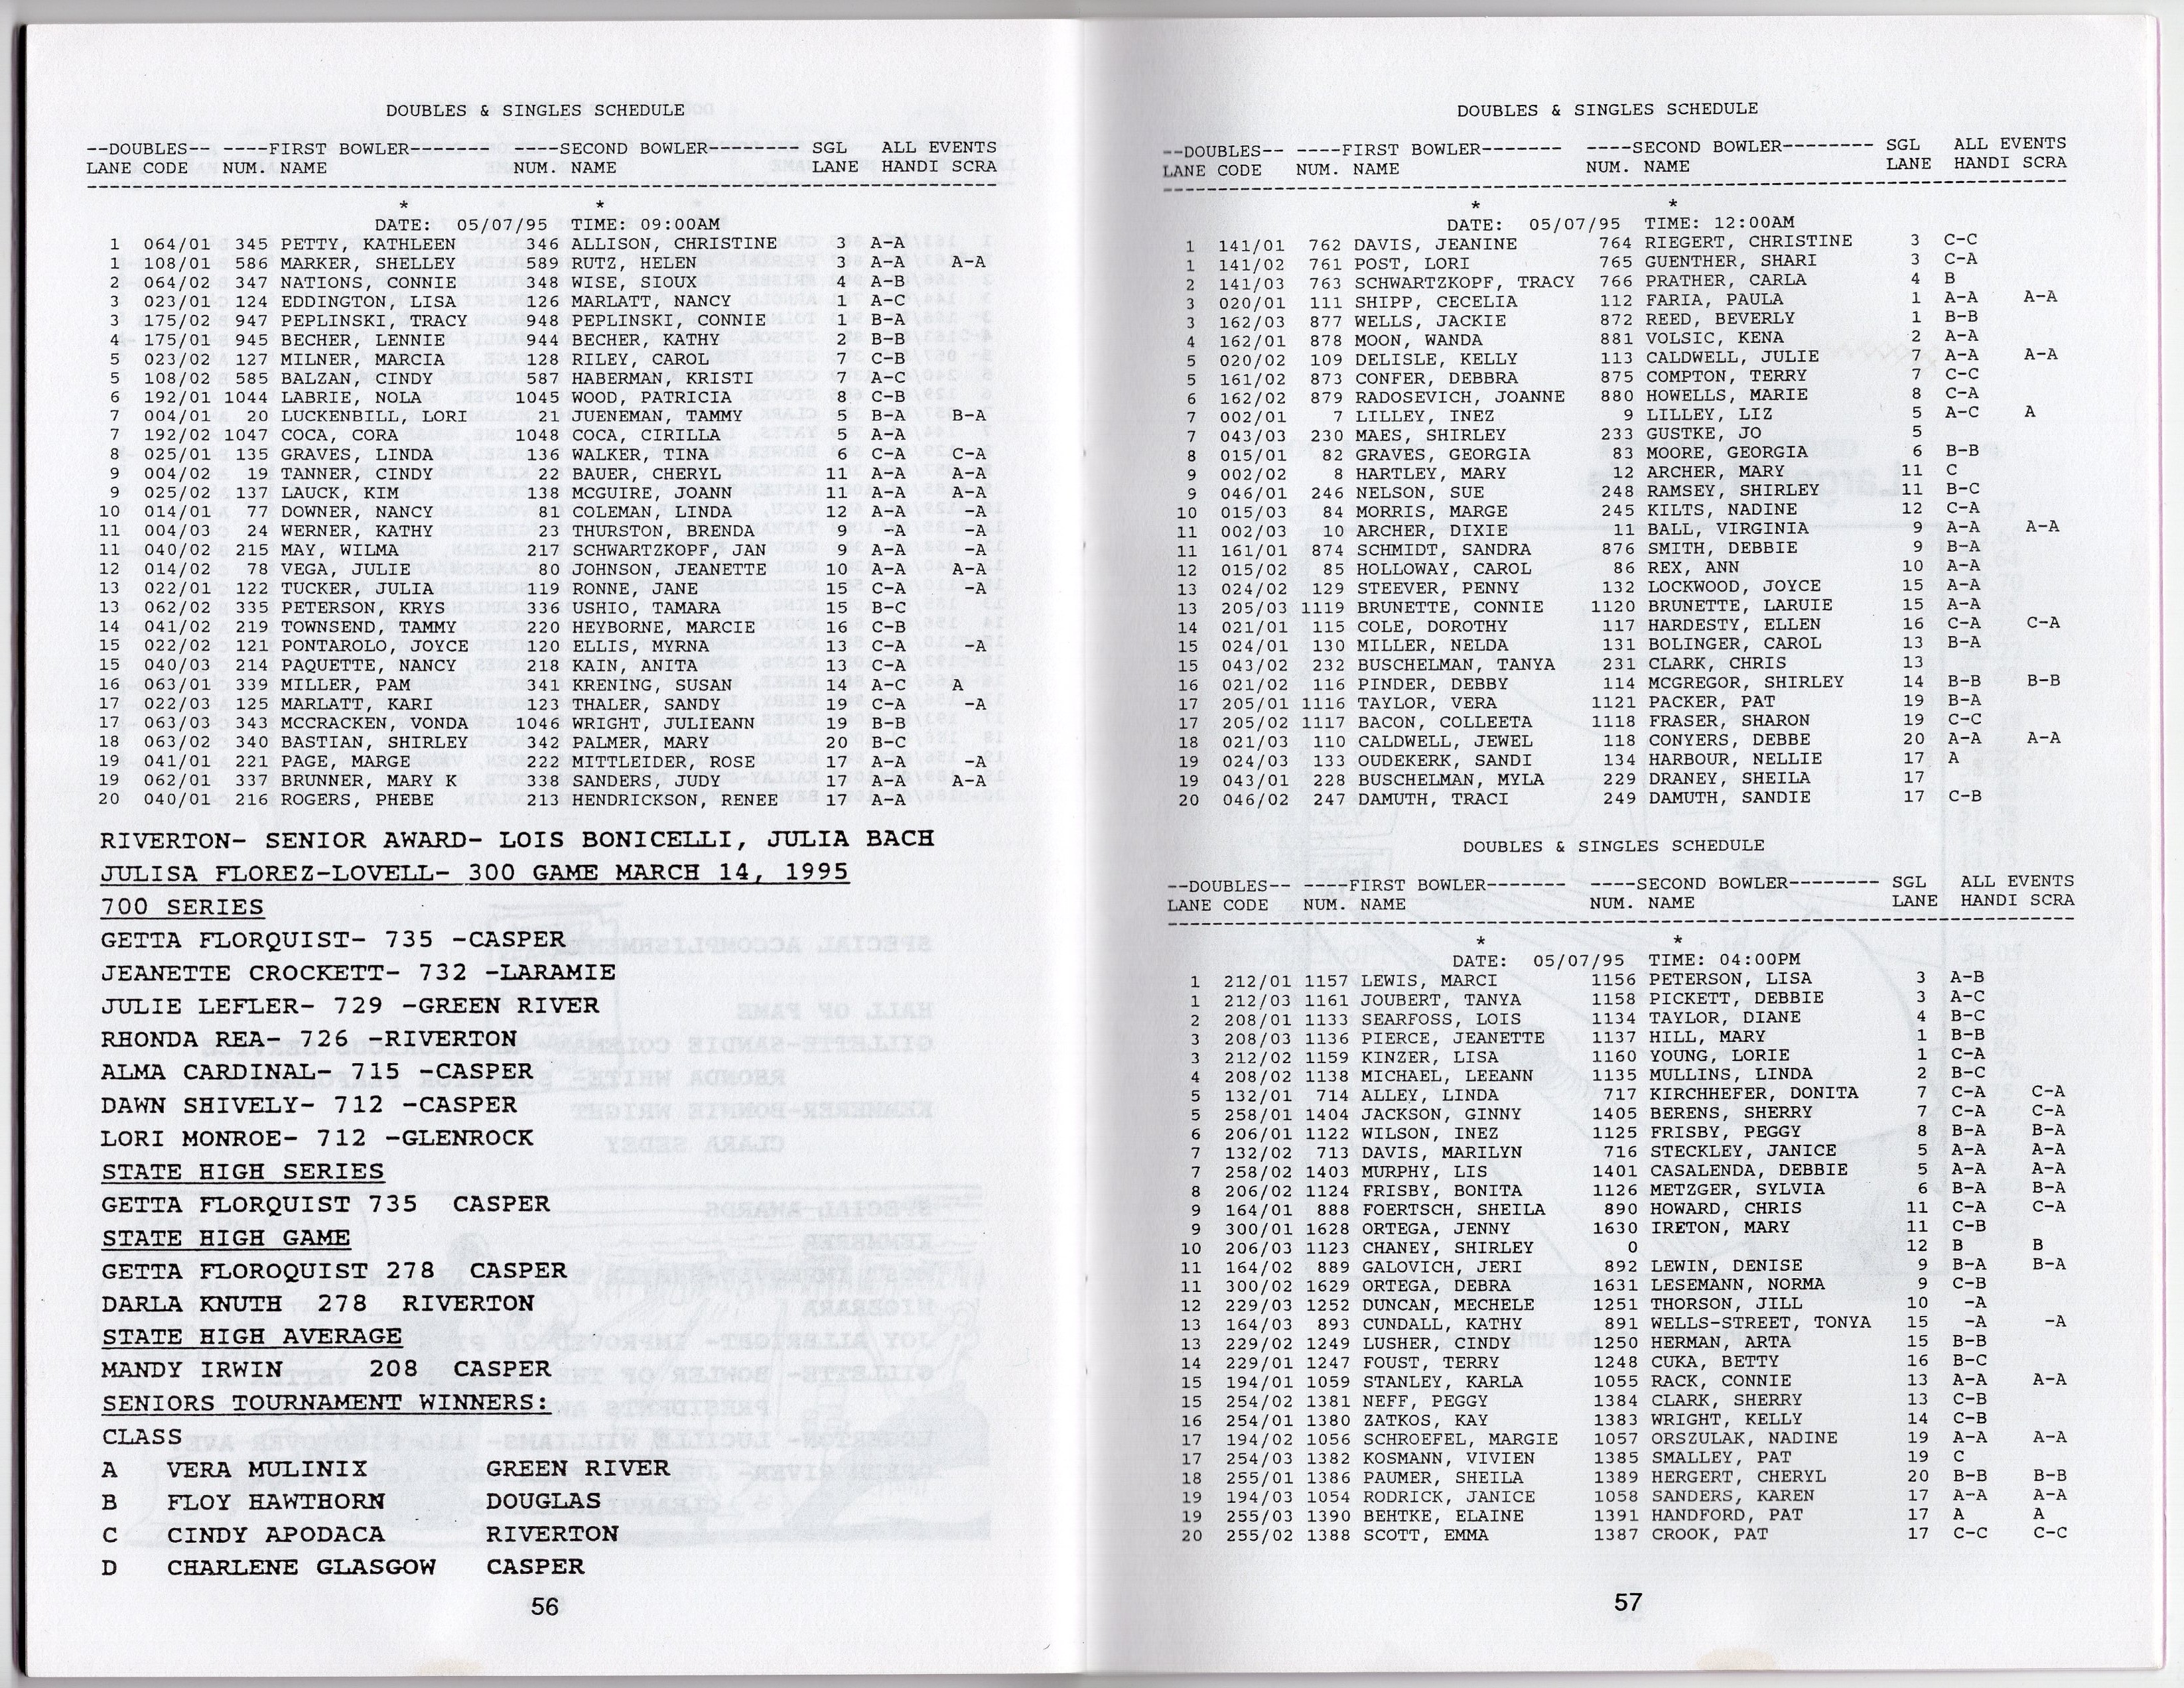 DOUBLES & SINGLES SCHEDULE
--DOUBLES-- ----FIRST BOWLER------- ----SECOND BOWLER-------- SGL ALL EVENTS
LANE CODE NUM. NAME NUM. NAME LANE HANDI SCRA
* *
DATE: 05/07/95 TIME: 09:00AM
1 064/01 345 PETTY, KATHLEEN 346 ALLISON, CHRISTINE 3 A-A
1 108/01 586 MARKER, SHELLEY 589 RUTZ, HELEN 3 A-A A-A
2 064/02 347 NATIONS, CONNIE 348 WISE, SIOUX 4 A-B
3 023/01 124 EDDINGTON, LISA 126 MARLATT, NANCY 1 A-C
3 175/02 947 PEPLINSKI, TRACY 948 PEPLINSKI, CONNIE 1 B-A
4 175/01 945 BECHER, LENNIE 944 BECHER, KATHY 2 B-B
5 023/02 127 MILNER, MARCIA 128 RILEY, CAROL 7 C-B
5 108/02 585 BALZAN, CINDY 587 HABERMAN, KRISTI 7 A-C
6 192/01 1044 LABRIE, NOLA 1045 WOOD, PATRICIA 8 C-B
7 004/01 20 LUCKENBILL, LORI 21 JUENEMAN, TAMMY 5 B-A B-A
7 192/02 1047 COCA, CORA 1048 COCA, CIRILLA 5 A-A
8 025/01 135 GRAVES, LINDA 136 WALKER, TINA 6 C-A C-A
9 004/02 19 TANNER, CINDY 22 BAUER, CHERYL 11 A-A A-A
9 025/02 137 LAUCK, KIM 138 MCGUIRE, JOANN 11 A-A A-A
10 014/01 77 DOWNER, NANCY 81 COLEMAN, LINDA 12 A-A -A
11 004/03 24 WERNER, KATHY 23 THURSTON, BRENDA 9 -A -A
11 040/02 215 MAY, WILMA 217 SCHWARTZKOPF, JAN 9 A-A -A
12 014/02 78 VEGA, JULIE 80 JOHNSON, JEANETTE 10 A-A A-A
13 022/01 122 TUCKER, JULIA 119 RONNE, JANE 15 C-A -A
13 062/02 335 PETERSON, KRYS 336 USHIO, TAMARA 15 B-C
14 041/02 219 TOWNSEND, TAMMY 220 HEYBORNE, MARCIE 16 C-B
15 022/02 121 PONTAROLO, JOYCE 120 ELLIS, MYRNA 13 C-A -A
15 040/03 214 PAQUETTE, NANCY 218 KAIN, ANITA 13 C-A
16 063/01 339 MILLER, PAM 341 KRENING, SUSAN 14 A-C A
17 022/03 125 MARLATT, KARI 123 THALER, SANDY 19 C-A -A
17 063/03 343 MCCRACKEN, VONDA 1046 WRIGHT, JULIEANN 19 B-B
18 063/02 340 BASTIAN, SHIRLEY 342 PALMER, MARY 20 B-C
19 041/01 221 PAGE, MARGE 222 MITTLEIDER, ROSE 17 A-A -A
19 062/01 337 BRUNNER, MARY K 338 SANDERS, JUDY 17 A-A A-A
20 040/01 216 ROGERS, PHEBE 213 HENDRICKSON, RENEE 17 A-A
RIVERTON- SENIOR AWARD- LOIS BONICELLI, JULIA BACH
JULISA FLOREZ-LOVELL- 300 GAME MARCH 14, 1995
700 SERIES
GETTA FLORQUIST- 735 -CASPER
JEANETTE CROCKETT- 732 -LARAMIE
JULIE LEFLER- 729 -GREEN RIVER
RHONDA REA- 726 -RIVERTON
ALMA CARDINAL- 715 -CASPER
DAWN SHIVELY- 712 -CASPER
LORI MONROE- 712 -GLENROCK
STATE HIGH SERIES
GETTA FLORQUIST 735 CASPER
STATE HIGH GAME
GETTA FLOROQUIST 278 CASPER
DARLA KNUTH 278 RIVERTON
STATE HIGH AVERAGE
MANDY IRWIN 208 CASPER
SENIORS TOURNAMENT WINNERS:
CLASS
A VERA MULINIX GREEN RIVER
B FLOY HAWTHORN DOUGLAS
C CINDY APODACA RIVERTON
D CHARLENE GLASGOW CASPER
56
DOUBLES & SINGLES SCHEDULE
--DOUBLES-- ----FIRST BOWLER------- ----SECOND BOWLER-------- SGL ALL EVENTS
LANE CODE NUM. NAME NUM. NAME LANE HANDI SCRA
* *
DATE: 05/07/95 TIME: 12:00AM
1 141/01 762 DAVIS, JEANINE 764 RIEGERT, CHRISTINE 3 C-C
1 141/02 761 POST, LORI 765 GUENTHER, SHARI 3 C-A
2 141/03 763 SCHWARTZKOPF, TRACY 766 PRATHER, CARLA 4 B
3 020/01 111 SHIPP, CECELIA 112 FARIA, PAULA 1 A-A A-A
3 162/03 877 WELLS, JACKIE 872 REED, BEVERLY 1 B-B
4 162/01 878 MOON, WANDA 881 VOLSIC, KENA 2 A-A
5 020/02 109 DELISLE, KELLY 113 CALDWELL, JULIE 7 A-A A-A
5 161/02 873 CONFER, DEBBRA 875 COMPTON, TERRY 7 C-C
6 162/02 879 RADOSEVICH, JOANNE 880 HOWELLS, MARIE 8 C-A
7 002/01 7 LILLEY, INEZ 9 LILLEY, LIZ 5 A-C A
7 043/03 230 MAES, SHIRLEY 233 GUSTKE, JO 5
8 015/01 82 GRAVES, GEORGIA 83 MOORE, GEORGIA 6 B-B
9 002/02 8 HARTLEY, MARY 12 ARCHER, MARY 11 C
9 046/01 246 NELSON, SUE 248 RAMSEY, SHIRLEY 11 B-C
10 015/03 84 MORRIS, MARGE 245 KILTS, NADINE 12 C-A
11 002/03 10 ARCHER, DIXIE 11 BALL, VIRGINIA 9 A-A A-A
11 161/01 874 SCHMIDT, SANDRA 876 SMITH, DEBBIE 9 B-A
12 015/02 85 HOLLOWAY, CAROL 86 REX, ANN 10 A-A
13 024/02 129 STEEVER, PENNY 132 LOCKWOOD, JOYCE 15 A-A
13 205/03 1119 BRUNETTE, CONNIE 1120 BRUNETTE, LARUIE 15 A-A
14 021/01 115 COLE, DOROTHY 117 HARDESTY, ELLEN 16 C-A C-A
15 024/01 130 MILLER, NELDA 131 BOLINGER, CAROL 13 B-A
15 043/02 232 BUSCHELMAN, TANYA 231 CLARK, CHRIS 13
16 021/02 116 PINDER, DEBBY 114 MCGREGOR, SHIRLEY 14 B-B B-B
17 205/01 1116 TAYLOR, VERA 1121 PACKER, PAT 19 B-A
17 205/02 1117 BACON, COLLEETA 1118 FRASER, SHARON 19 C-C
18 021/03 110 CALDWELL, JEWEL 118 CONYERS, DEBBE 20 A-A A-A
19 024/03 133 OUDEKERK, SANDI 134 HARBOUR, NELLIE 17 A
19 043/01 228 BUSCHELMAN, MYLA 229 DRANEY, SHEILA 17
20 046/02 247 DAMUTH, TRACI 249 DAMUTH, SANDIE 17 C-B
DOUBLES & SINGLES SCHEDULE
--DOUBLES-- ----FIRST BOWLER------- ----SECOND BOWLER-------- SGL ALL EVENTS
LANE CODE NUM. NAME NUM. NAME LANE HANDI SCRA
* *
DATE: 05/07/95 TIME: 04:00PM
1 212/01 1157 LEWIS, MARCI 1156 PETERSON, LISA 3 A-B
1 212/03 1161 JOUBERT, TANYA 1158 PICKETT, DEBBIE 3 A-C
2 208/01 1133 SEARFOSS, LOIS 1134 TAYLOR, DIANE 4 B-C
3 208/03 1136 PIERCE, JEANETTE 1137 HILL, MARY 1 B-B
3 212/02 1159 KINZER, LISA 1160 YOUNG, LORIE 1 C-A
4 208/02 1138 MICHAEL, LEEANN 1135 MULLINS, LINDA 2 B-C
5 132/01 714 ALLEY, LINDA 717 KIRCHHEFER, DONITA 7 C-A C-A
5 258/01 1404 JACKSON, GINNY 1405 BERENS, SHERRY 7 C-A C-A
6 206/01 1122 WILSON, INEZ 1125 FRISBY, PEGGY 8 B-A B-A
7 132/02 713 DAVIS, MARILYN 716 STECKLEY, JANICE 5 A-A A-A
7 258/02 1403 MURPHY, LIS 1401 CASALENDA, DEBBIE 5 A-A A-A
8 206/02 1124 FRISBY, BONITA 1126 METZGER, SYLVIA 6 B-A B-A
9 164/01 888 FOERTSCH, SHEILA 890 HOWARD, CHRIS 11 C-A C-A
9 300/01 1628 ORTEGA, JENNY 1630 IRETON, MARY 11 C-B
10 206/03 1123 CHANEY, SHIRLEY 0 12 B B
11 164/02 889 GALOVICH, JERI 892 LEWIN, DENISE 9 B-A B-A
11 300/02 1629 ORTEGA, DEBRA 1631 LESEMANN, NORMA 9 C-B
12 229/03 1252 DUNCAN, MECHELE 1251 THORSON, JILL 10 -A
13 164/03 893 CUNDALL, KATHY 891 WELLS-STREET, TONYA 15 -A -A
13 229/02 1249 LUSHER, CINDY 1250 HERMAN, ARTA 15 B-B
14 229/01 1247 FOUST, TERRY 1248 CUKA, BETTY 16 B-C
15 194/01 1059 STANLEY, KARLA 1055 RACK, CONNIE 13 A-A A-A
15 254/02 1381 NEFF, PEGGY 1384 CLARK, SHERRY 13 C-B
16 254/01 1380 ZATKOS, KAY 1383 WRIGHT, KELLY 14 C-B
17 194/02 1056 SCHROEFEL, MARGIE 1057 ORSZULAK, NADINE 19 A-A A-A
17 254/03 1382 KOSMANN, VIVIEN 1385 SMALLEY, PAT 19 C
18 255/01 1386 PAUMER, SHEILA 1389 HERGERT, CHERYL 20 B-B B-B
19 194/03 1054 RODRICK, JANICE 1058 SANDERS, KAREN 17 A-A A-A
19 255/03 1390 BEHTKE, ELAINE 1391 HANDFORD, PAT 17 A A
20 255/02 1388 SCOTT, EMMA 1387 CROOK, PAT 17 C-C C-C
57